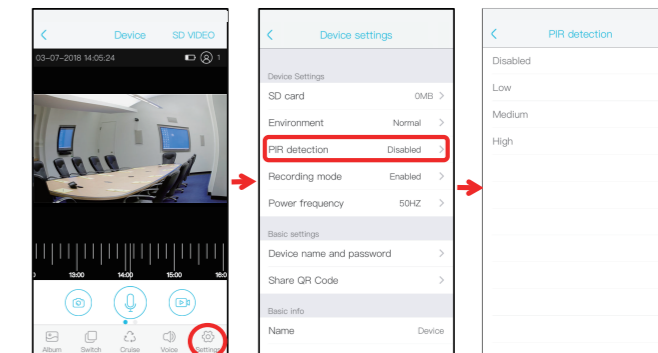 Device SD VIDEO
03-07-2018 14:05:24 1
13:00 14:00 15:00 16:0
Album Switch Cruise Voice Settings
Device settings
Device Settings
SD card 0MB
Environment Normal
PIR detection Disabled
Recording mode Enabled
Power frequency 50HZ
Basic settings
Device name and password
Share QR Code
Basic info
Name Device
PIR detection
Disabled
Low
Medium
High